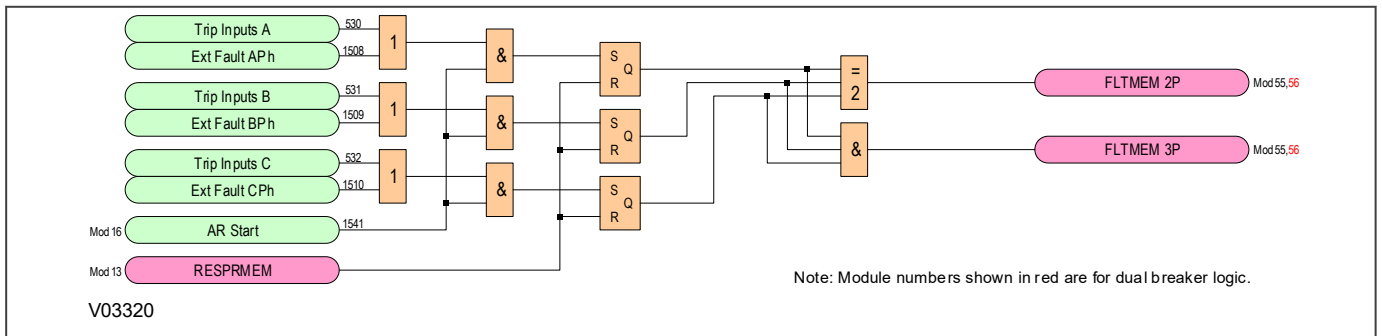 Trip Inputs A
530
Ext Fault APh
1508
1
&
S
Q
R
=
2
FLTMEM 2P
Mod 55,56
Trip Inputs B
531
Ext Fault BPh
1509
1
&
S
Q
R
&
FLTMEM 3P
Mod 55,56
Trip Inputs C
532
Ext Fault CPh
1510
1
&
S
Q
R
Mod 16
AR Start
1541
Mod 13
RESPRMEM
Note: Module numbers shown in red are for dual breaker logic.
V03320